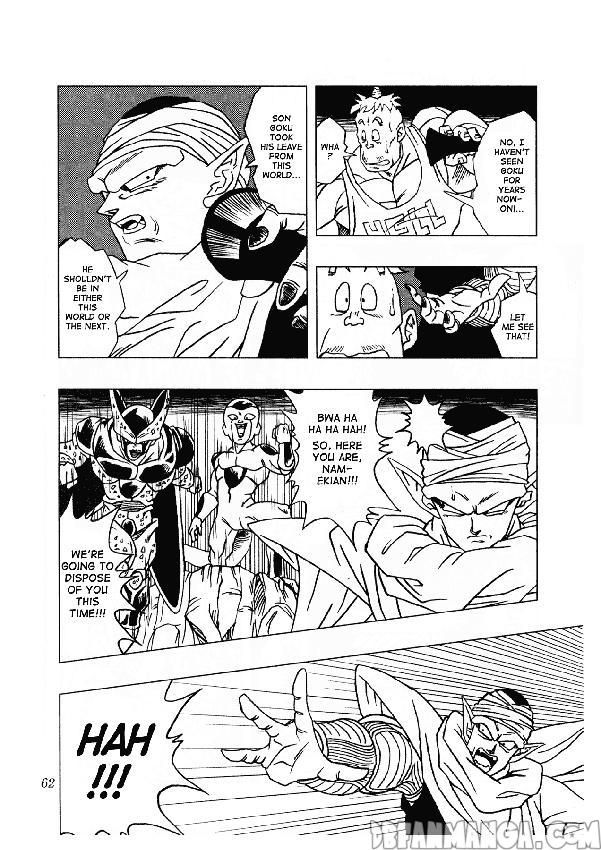 NO, I
HAVEN'T
SEEN
GOKU
FOR
YEARS
NOW-
ONI...
WHA
?
LET
ME SEE
THAT!
SON
GOKU
TOOK
HIS LEAVE
FROM
THIS
WORLD...
HE
SHOULDN'T
BE IN
EITHER
THIS
WORLD OR
THE NEXT.
BWA HA
HA HA HAH!
SO, HERE
YOU ARE,
NAM-
EKIAN!!!
WE'RE
GOING TO
DISPOSE
OF YOU
THIS
TIME!!!
HAH
!!!
62
DBFANMANGA.COM